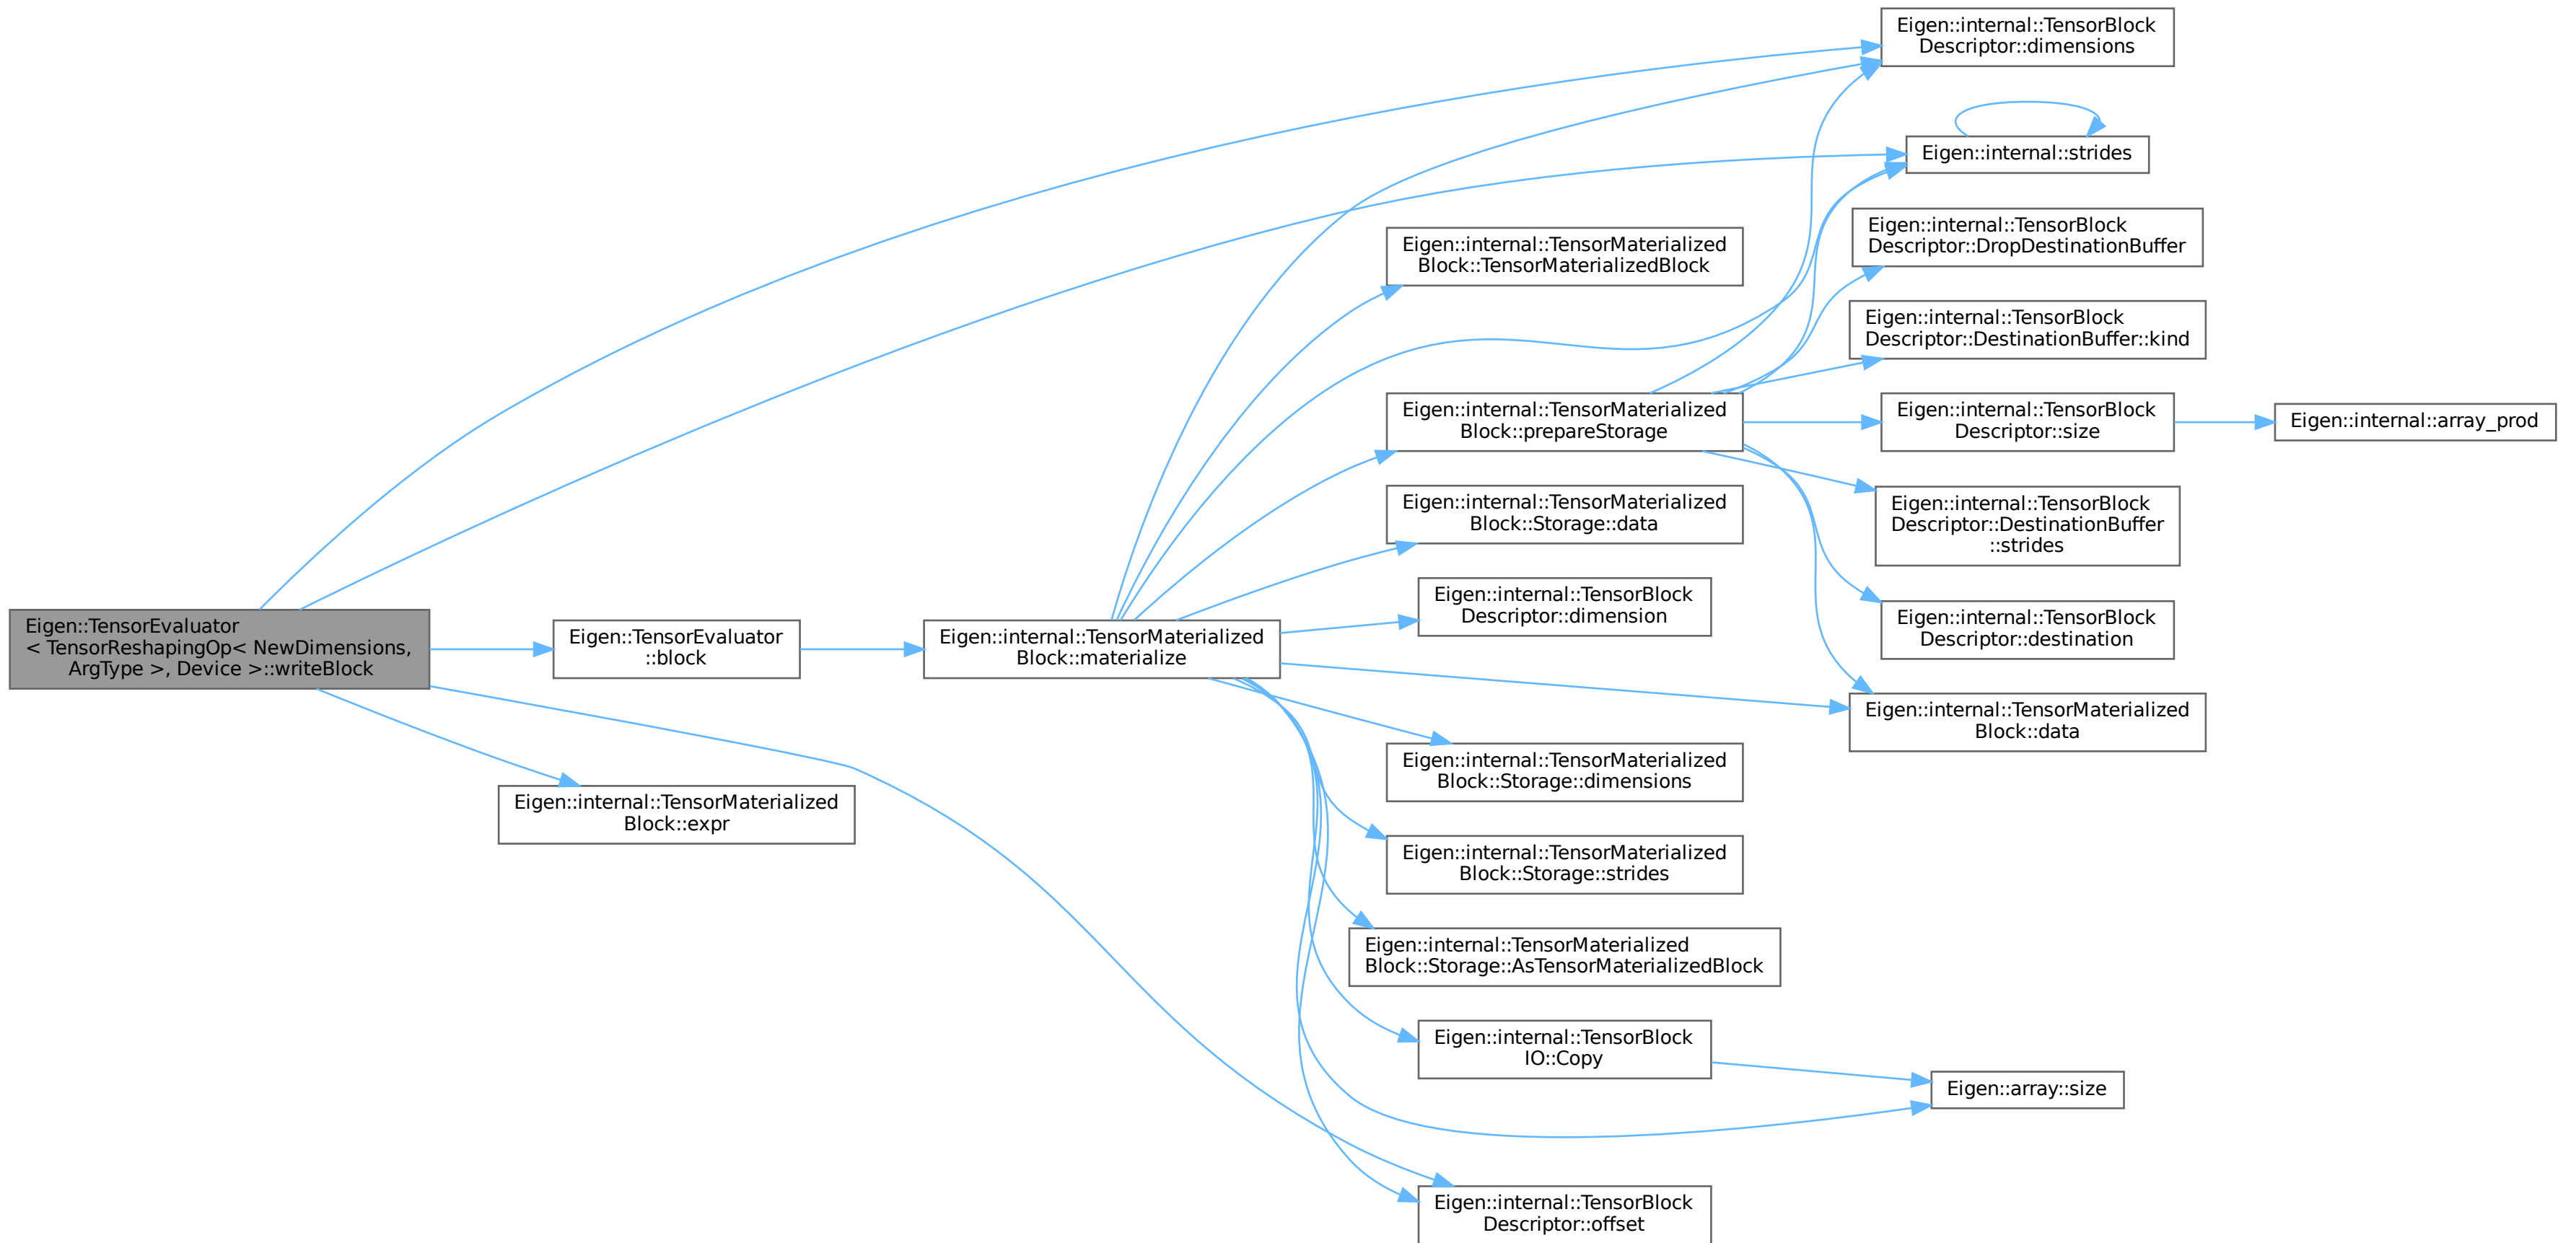 Eigen::TensorEvaluator
< TensorReshapingOp< NewDimensions,
ArgType >, Device >::writeBlock
Eigen::TensorEvaluator
::block
Eigen::internal::TensorMaterialized
Block::expr
Eigen::internal::TensorMaterialized
Block::materialize
Eigen::internal::TensorMaterialized
Block::TensorMaterializedBlock
Eigen::internal::TensorMaterialized
Block::prepareStorage
Eigen::internal::TensorMaterialized
Block::Storage::data
Eigen::internal::TensorBlock
Descriptor::dimension
Eigen::internal::TensorMaterialized
Block::Storage::dimensions
Eigen::internal::TensorMaterialized
Block::Storage::strides
Eigen::internal::TensorMaterialized
Block::Storage::AsTensorMaterializedBlock
Eigen::internal::TensorBlock
IO::Copy
Eigen::internal::TensorBlock
Descriptor::offset
Eigen::internal::TensorBlock
Descriptor::dimensions
Eigen::internal::strides
Eigen::internal::TensorBlock
Descriptor::DropDestinationBuffer
Eigen::internal::TensorBlock
Descriptor::DestinationBuffer::kind
Eigen::internal::TensorBlock
Descriptor::size
Eigen::internal::TensorBlock
Descriptor::DestinationBuffer
::strides
Eigen::internal::TensorBlock
Descriptor::destination
Eigen::internal::TensorMaterialized
Block::data
Eigen::array::size
Eigen::internal::array_prod